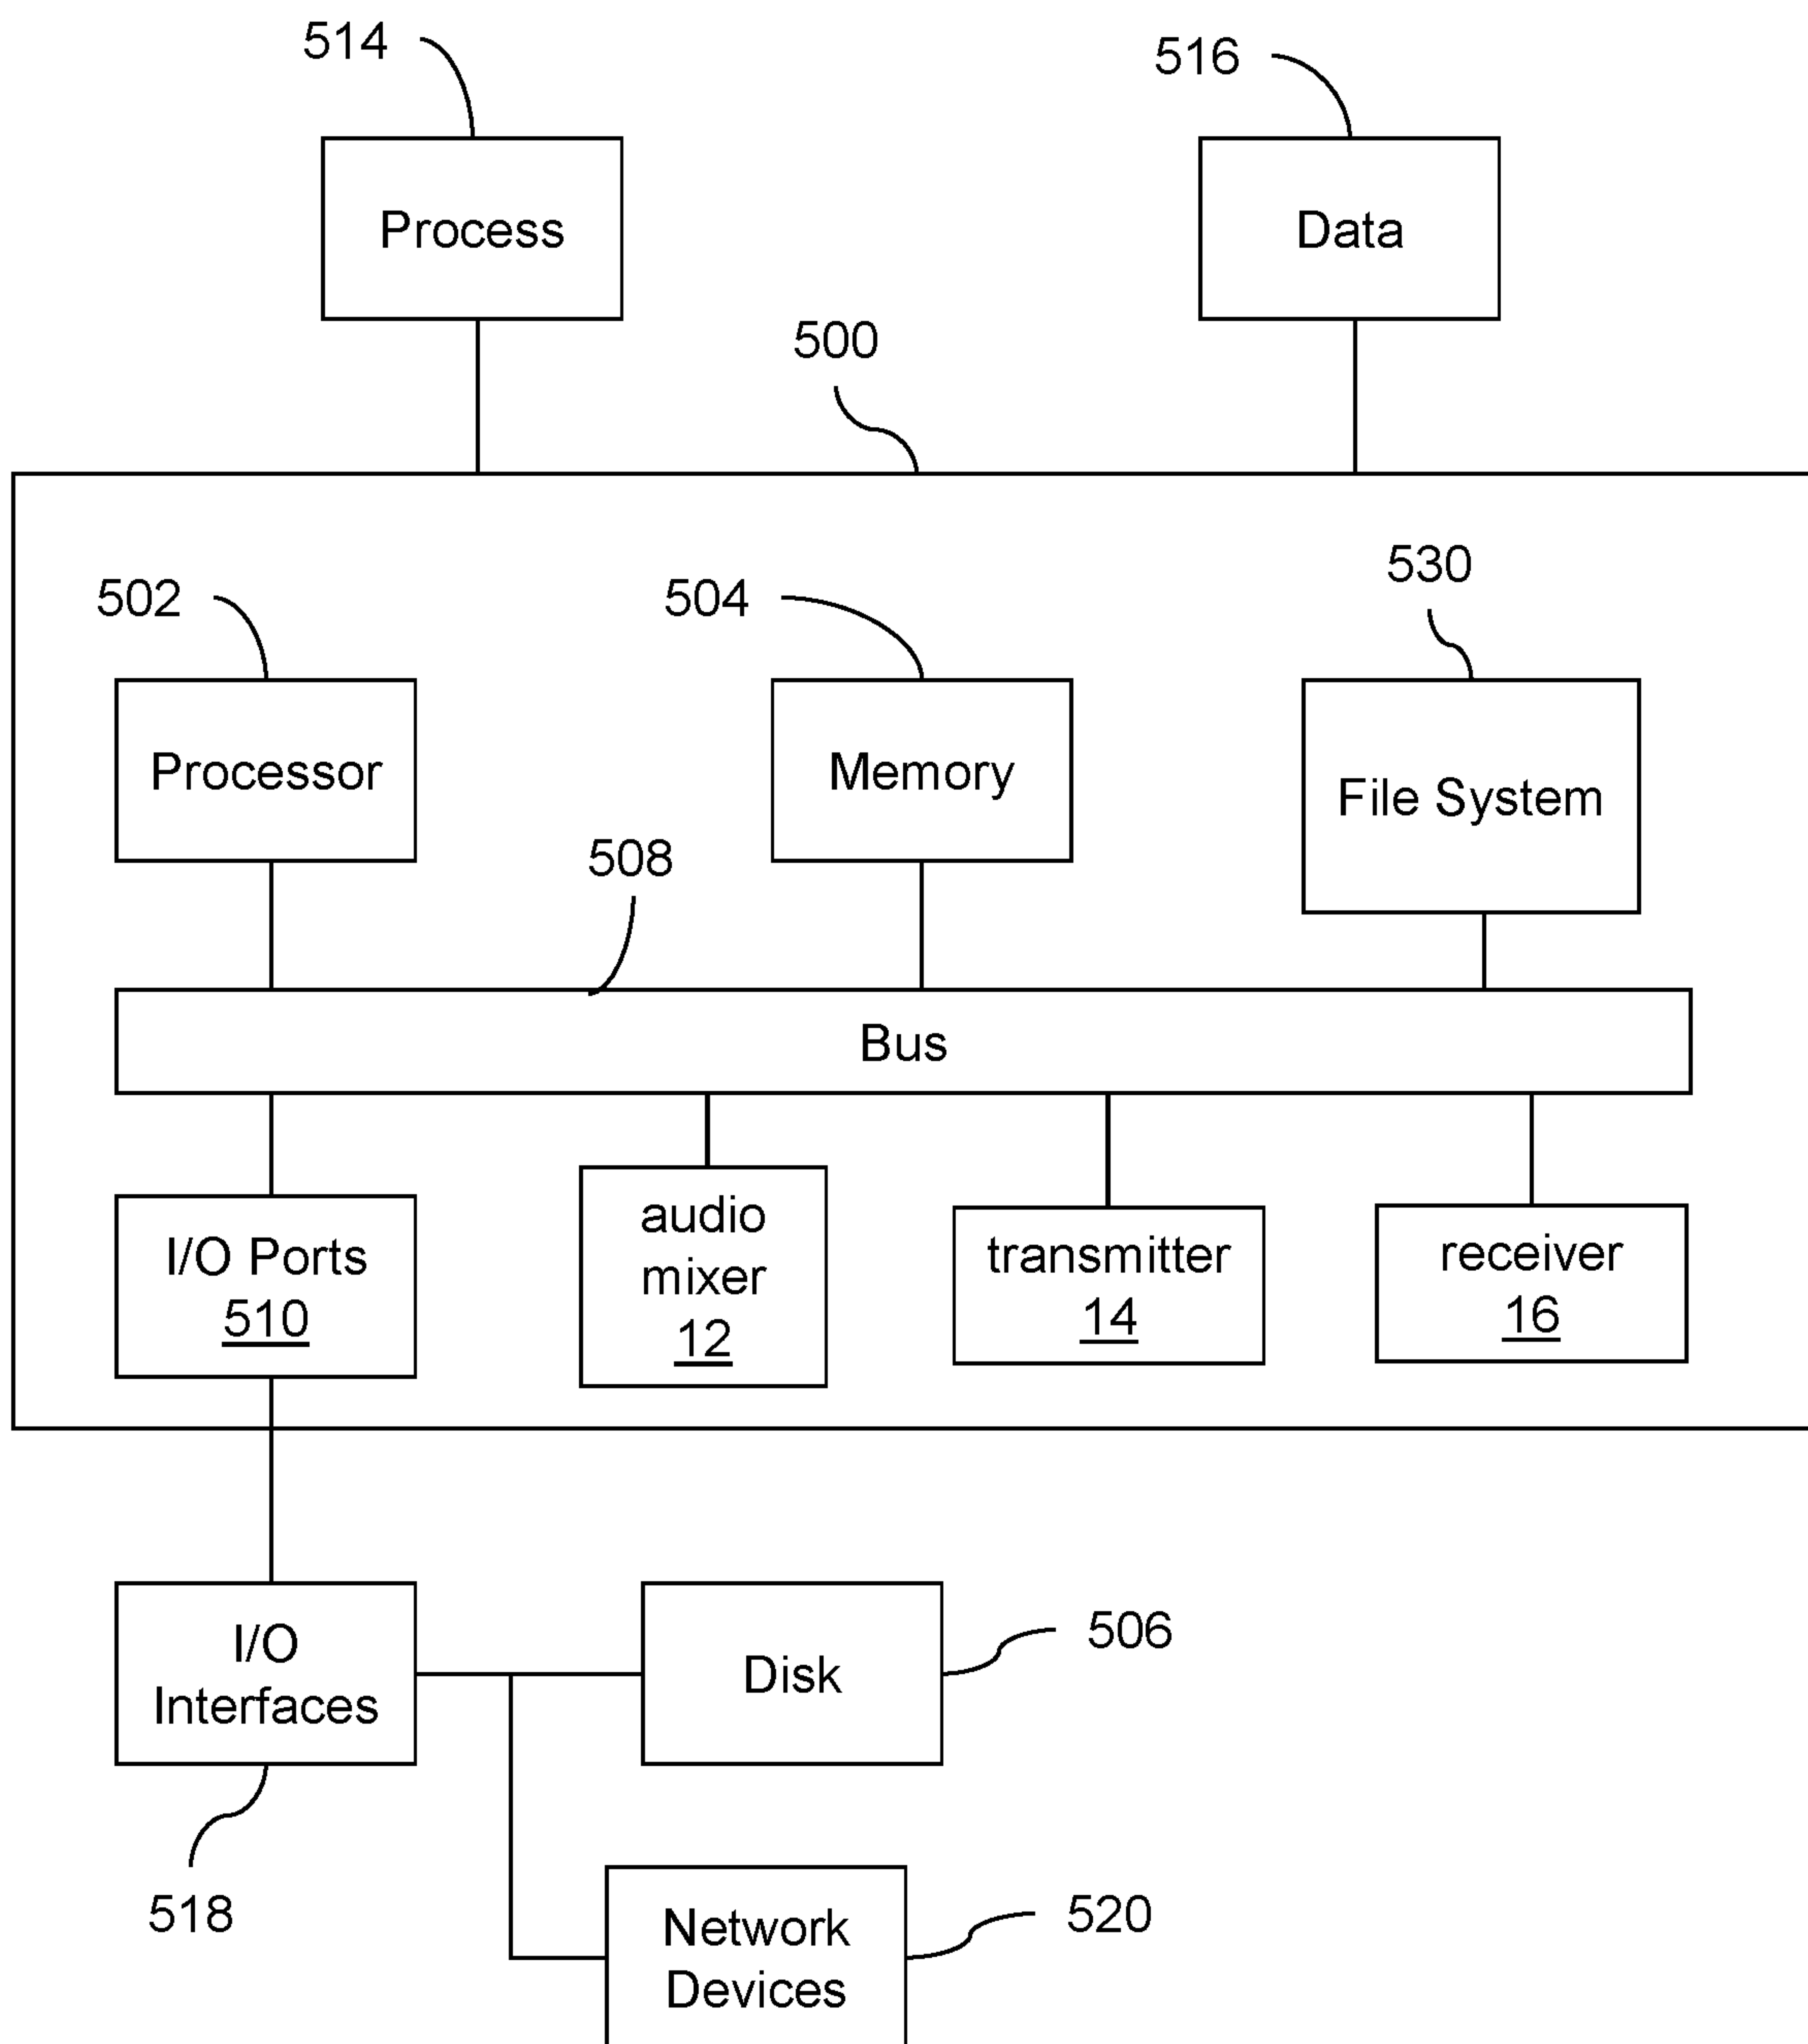 514
516
Process
Data
500
502
504
530
Processor
Memory
File System
508
Bus
I/O Ports
510
audio
mixer
12
transmitter
14
receiver
16
I/O
Interfaces
Disk
506
518
Network
Devices
520